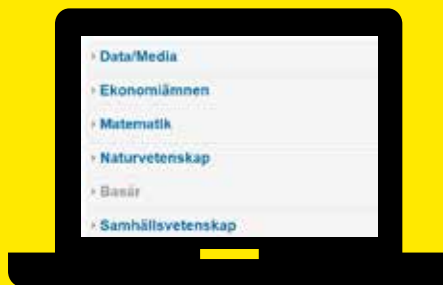 Data/Media
Ekonomiämnen
Matematik
Naturvetenskap
Basår
Samhällsvetenskap